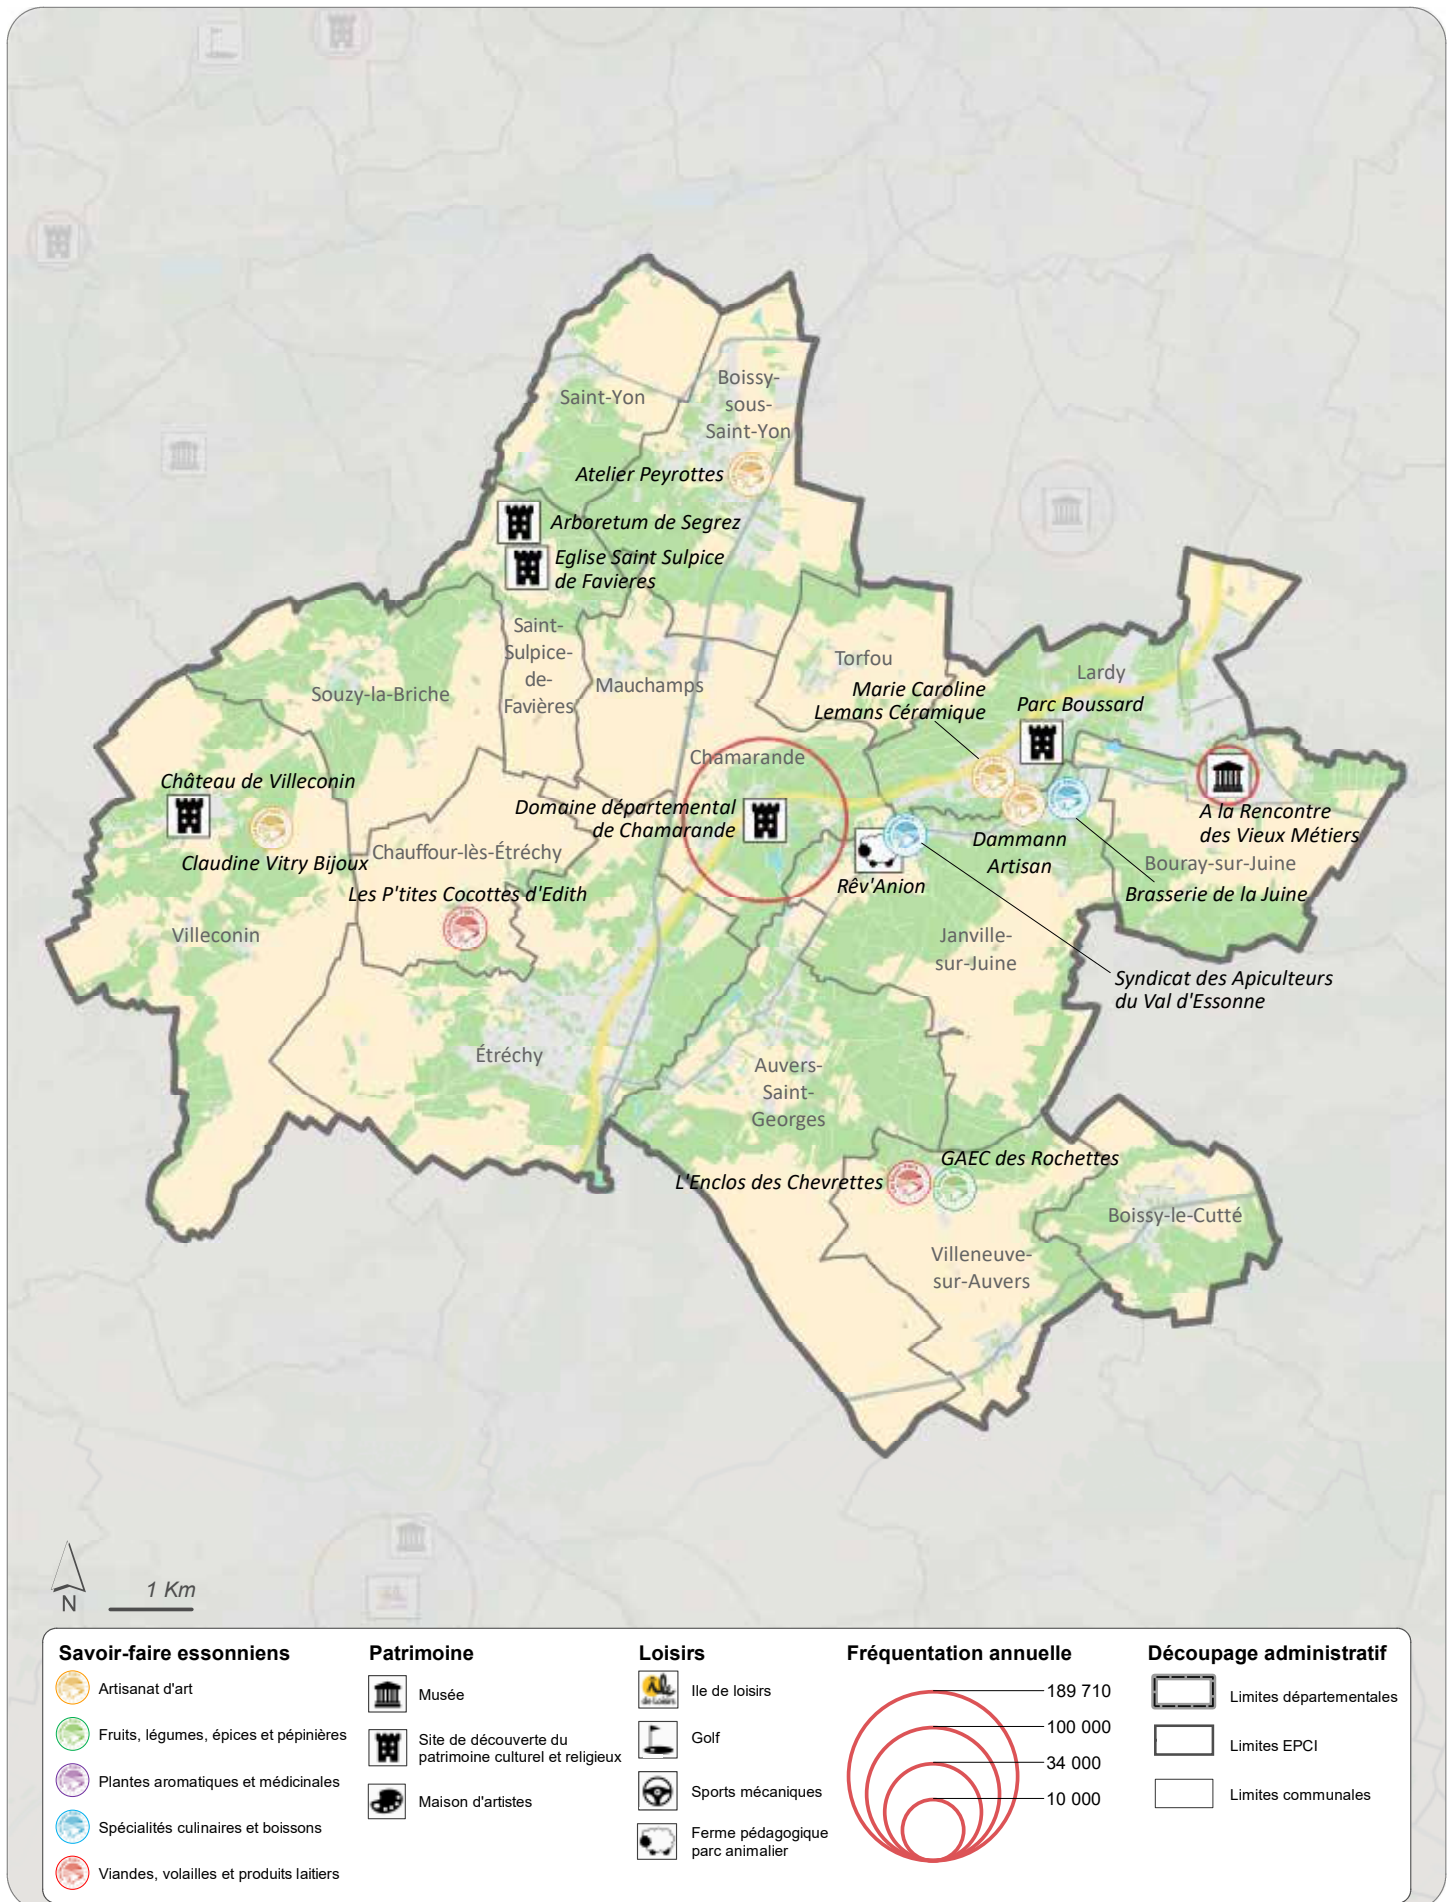 Saint-Yon
Boissy-
sous-
Saint-Yon
Atelier Peyrottes
Arboretum de Segrez
Eglise Saint Sulpice
de Favieres
Saint-
Sulpice-
de-
Favières
Souzy-la-Briche
Mauchamps
Torfou
Lardy
Marie Caroline
Lemans Céramique
Parc Boussard
Chamarande
Château de Villeconin
Domaine départemental
de Chamarande
A la Rencontre
des Vieux Métiers
Claudine Vitry Bijoux
Chauffour-lès-Étréchy
Dammann
Artisan
Bouray-sur-Juine
Rêv'Anion
Brasserie de la Juine
Les P'tites Cocottes d'Edith
Villeconin
Janville-
sur-Juine
Syndicat des Apiculteurs
du Val d'Essonne
Étréchy
Auvers-
Saint-
Georges
GAEC des Rochettes
L'Enclos des Chevrettes
Boissy-le-Cutté
Villeneuve-
sur-Auvers
N
1 Km
Savoir-faire essonniens
Artisanat d'art
Fruits, légumes, épices et pépinières
Plantes aromatiques et médicinales
Spécialités culinaires et boissons
Viandes, volailles et produits laitiers
Patrimoine
Musée
Site de découverte du
patrimoine culturel et religieux
Maison d'artistes
Loisirs
île
de loisirs
Ile de loisirs
Golf
Sports mécaniques
Ferme pédagogique
parc animalier
Fréquentation annuelle
189 710
100 000
34 000
10 000
Découpage administratif
Limites départementales
Limites EPCI
Limites communales